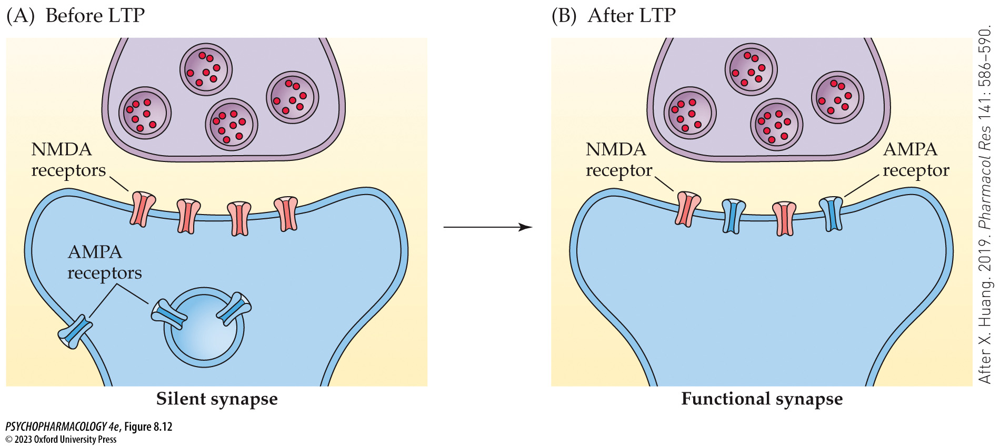 (A) Before LTP
(B) After LTP
NMDA
receptors
AMPA
receptors
Silent synapse
NMDA
receptor
AMPA
receptor
Functional synapse
After X. Huang. 2019. Pharmacol Res 141: 586–590.
PSYCHOPHARMACOLOGY 4e, Figure 8.12
© 2023 Oxford University Press